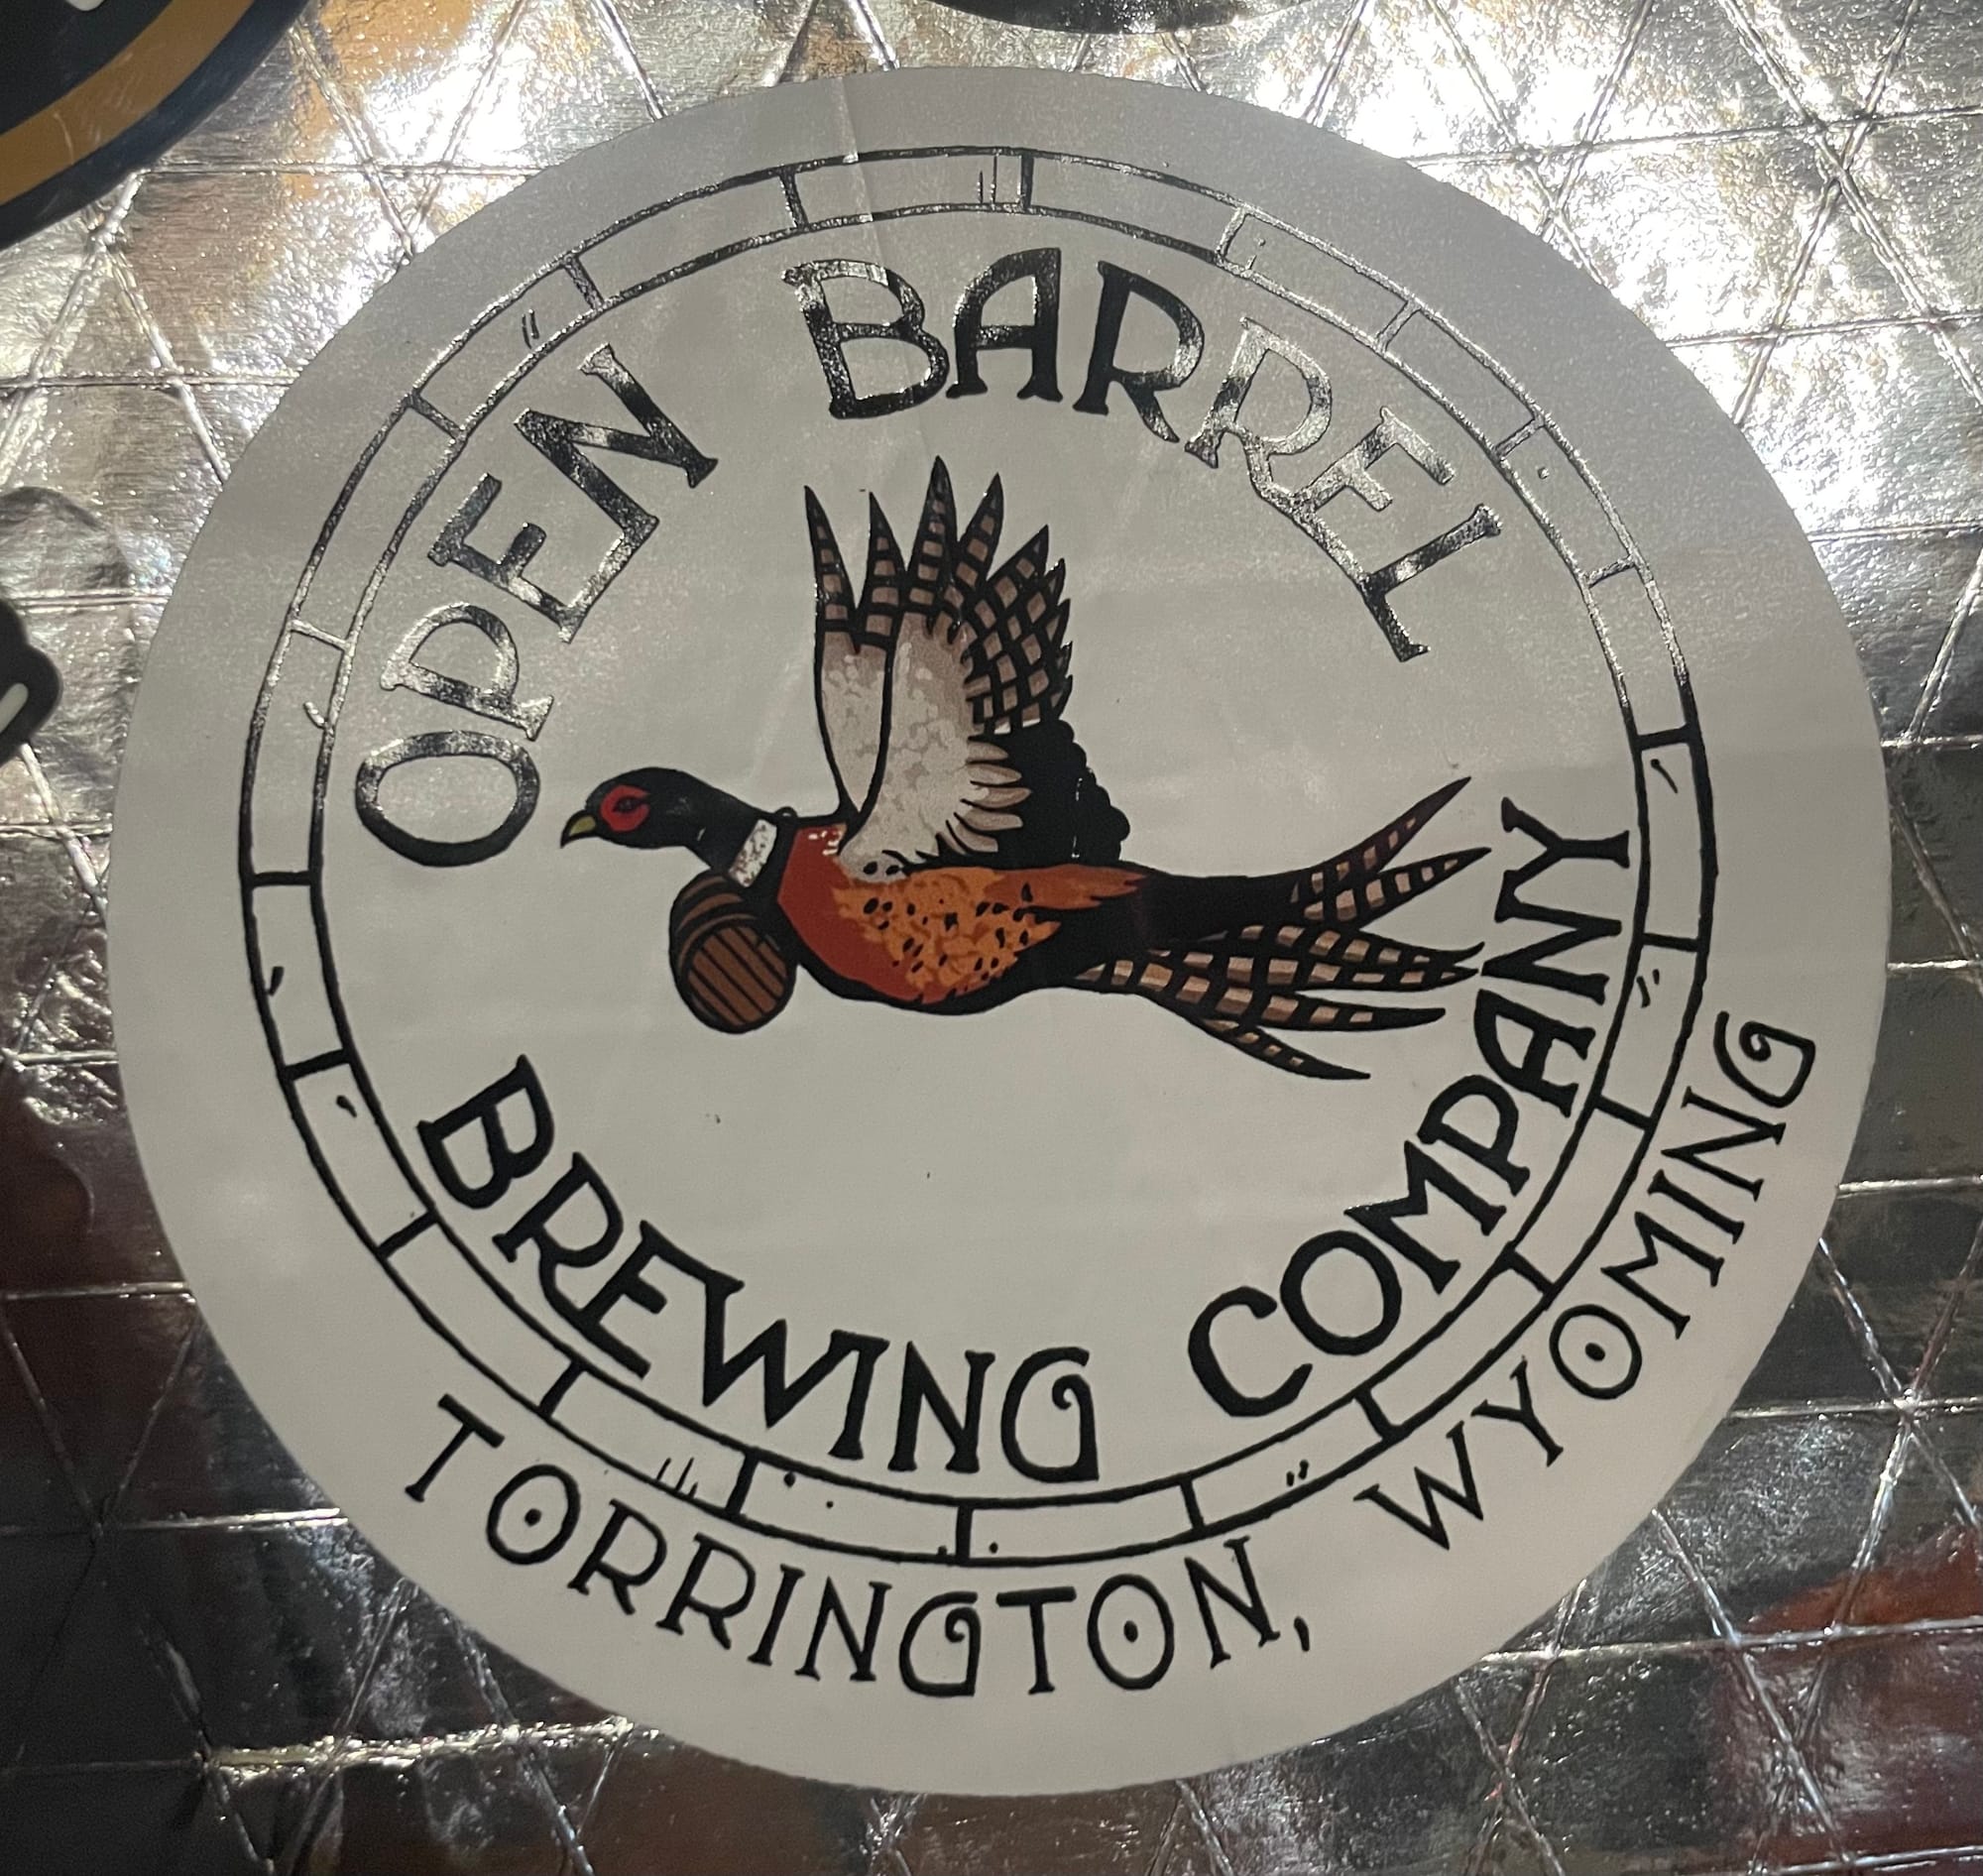 OPEN BARREL
BREWING COMPANY
TORRINGTON, WYOMING